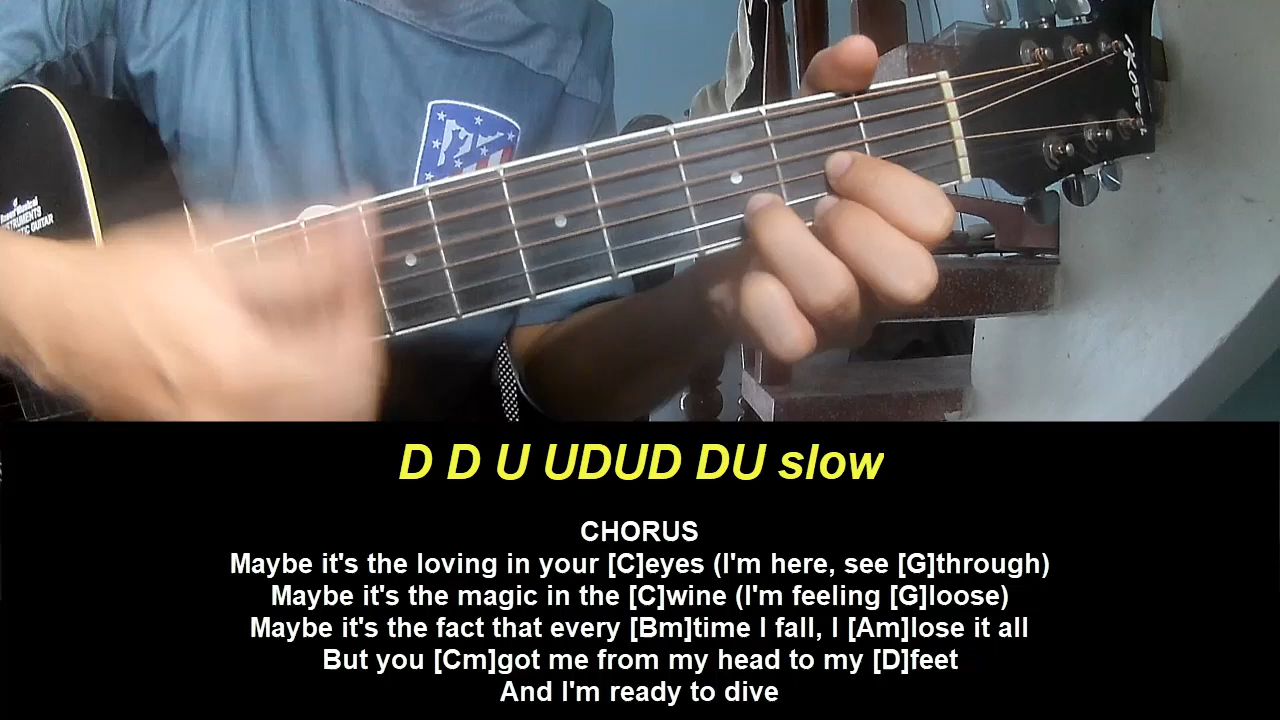 INSTRUMENTS
D D U UDUD DU slow
CHORUS
Maybe it's the loving in your [C]eyes (I'm here, see [G]through)
Maybe it's the magic in the [C]wine (I'm feeling [G]loose)
Maybe it's the fact that every [Bm]time I fall, I [Am]lose it all
But you [Cm]got me from my head to my [D]feet
And I'm ready to dive